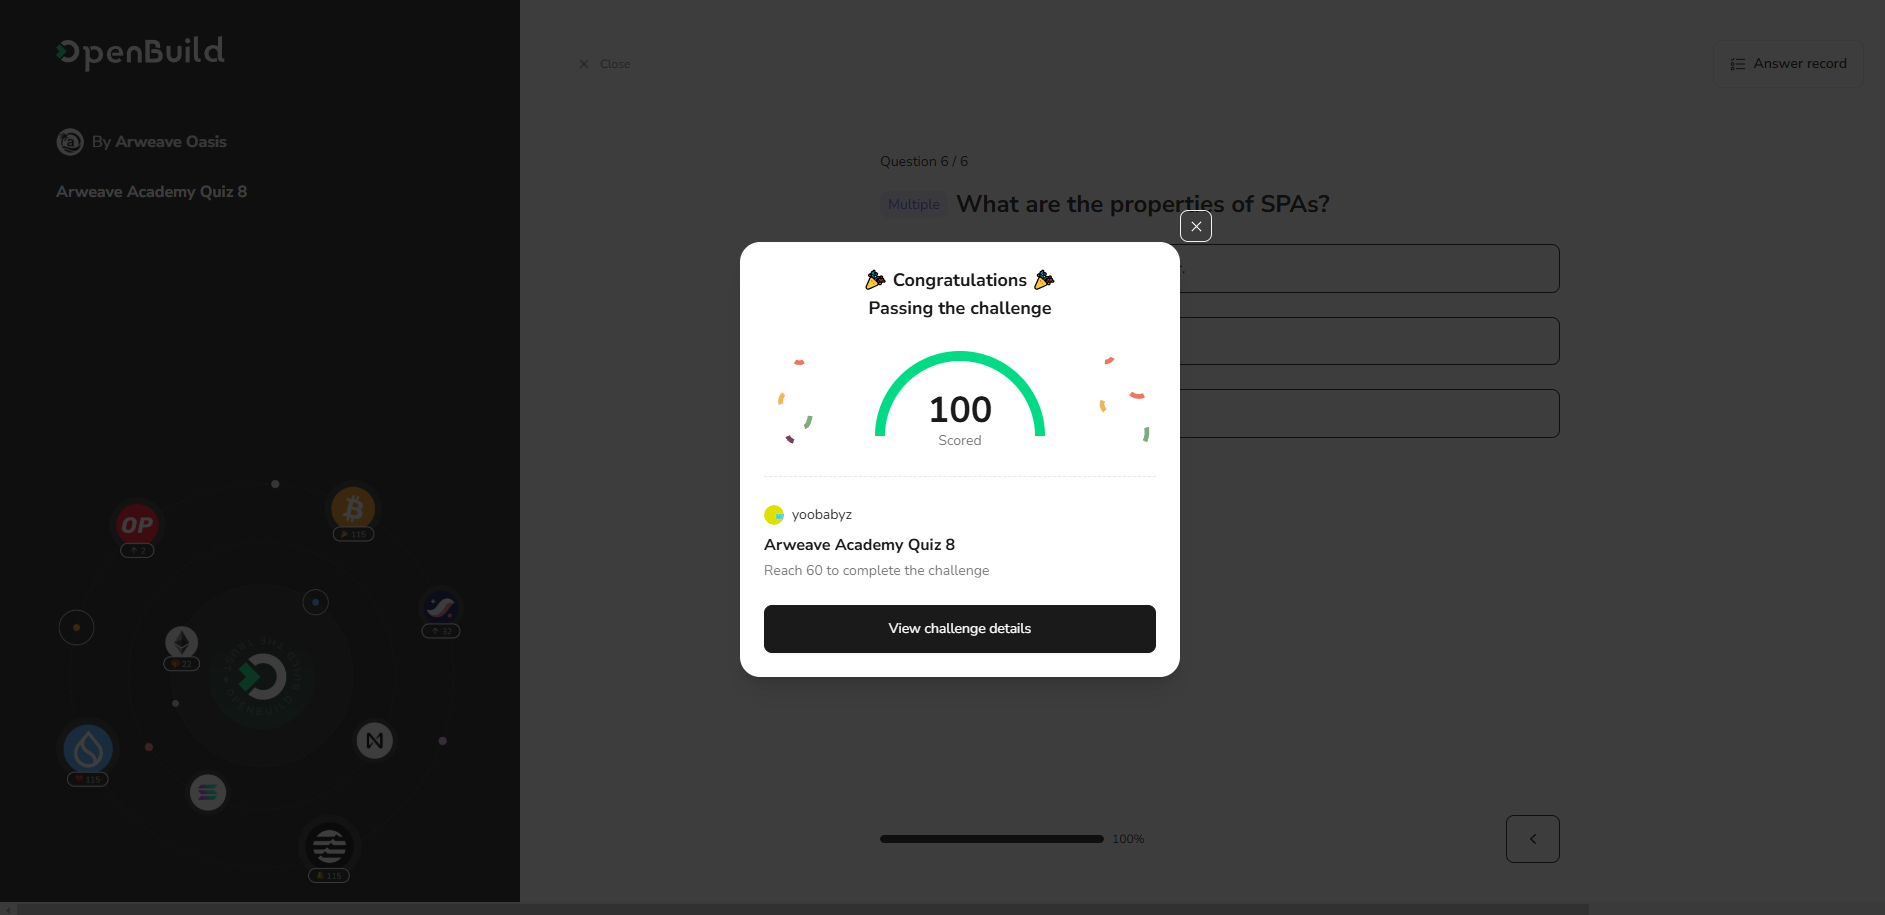 OpenBuild
By Arweave Oasis
Arweave Academy Quiz 8
OP
↑ 2
115
22
↑ 32
115
115
Close
Answer record
Question 6 / 6
Multiple What are the properties of SPAs?
🎉 Congratulations 🎉
Passing the challenge
100
Scored
yoobabyz
Arweave Academy Quiz 8
Reach 60 to complete the challenge
View challenge details
100%